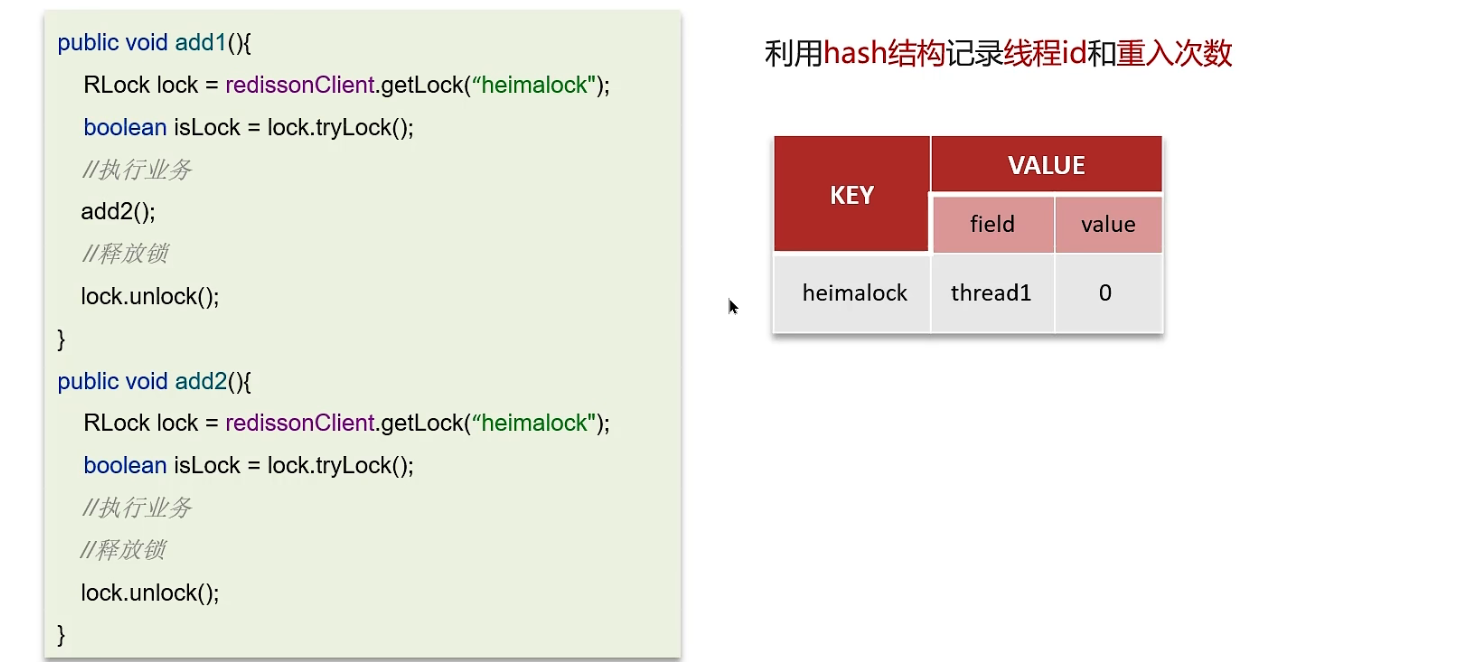 public void add1(){
RLock lock = redissonClient.getLock(“heimalock");
boolean isLock = lock.tryLock();
//执行业务
add2();
//释放锁
lock.unlock();
}
public void add2(){
RLock lock = redissonClient.getLock(“heimalock");
boolean isLock = lock.tryLock();
//执行业务
//释放锁
lock.unlock();
}
利用hash结构记录线程id和重入次数
KEY VALUE
field value
heimalock thread1 0